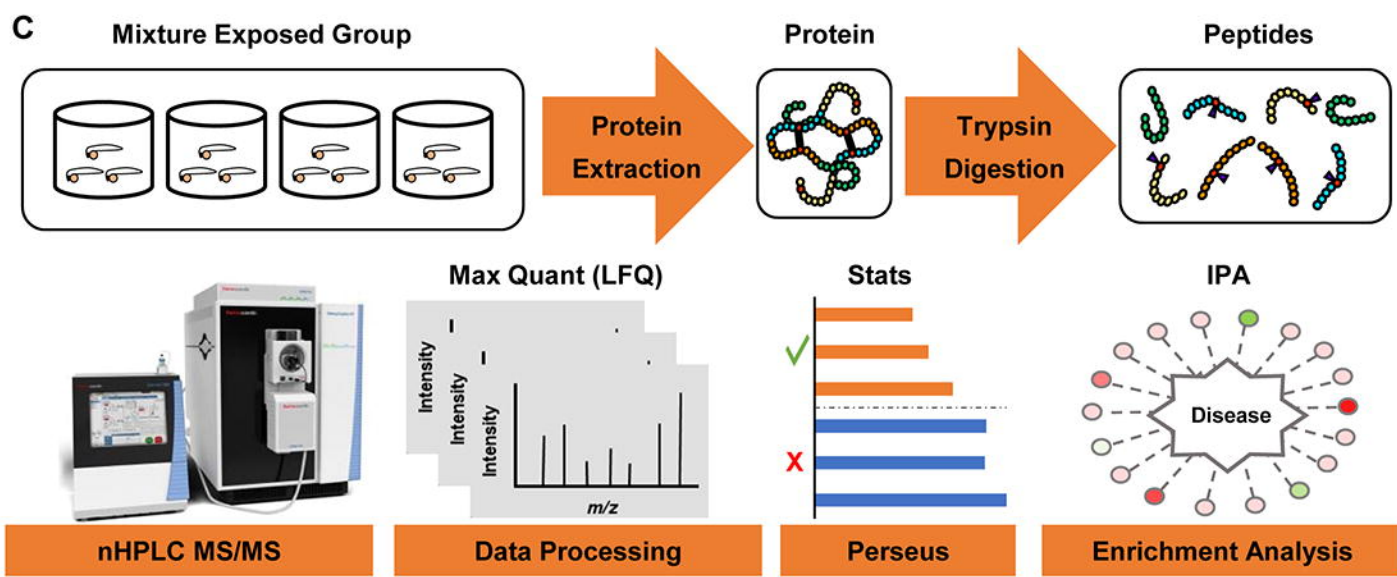 C
Mixture Exposed Group
Protein
Peptides
Protein
Extraction
Trypsin
Digestion
Max Quant (LFQ)
Stats
IPA
Intensity
Intensity
Intensity
m/z
X
Disease
nHPLC MS/MS
Data Processing
Perseus
Enrichment Analysis